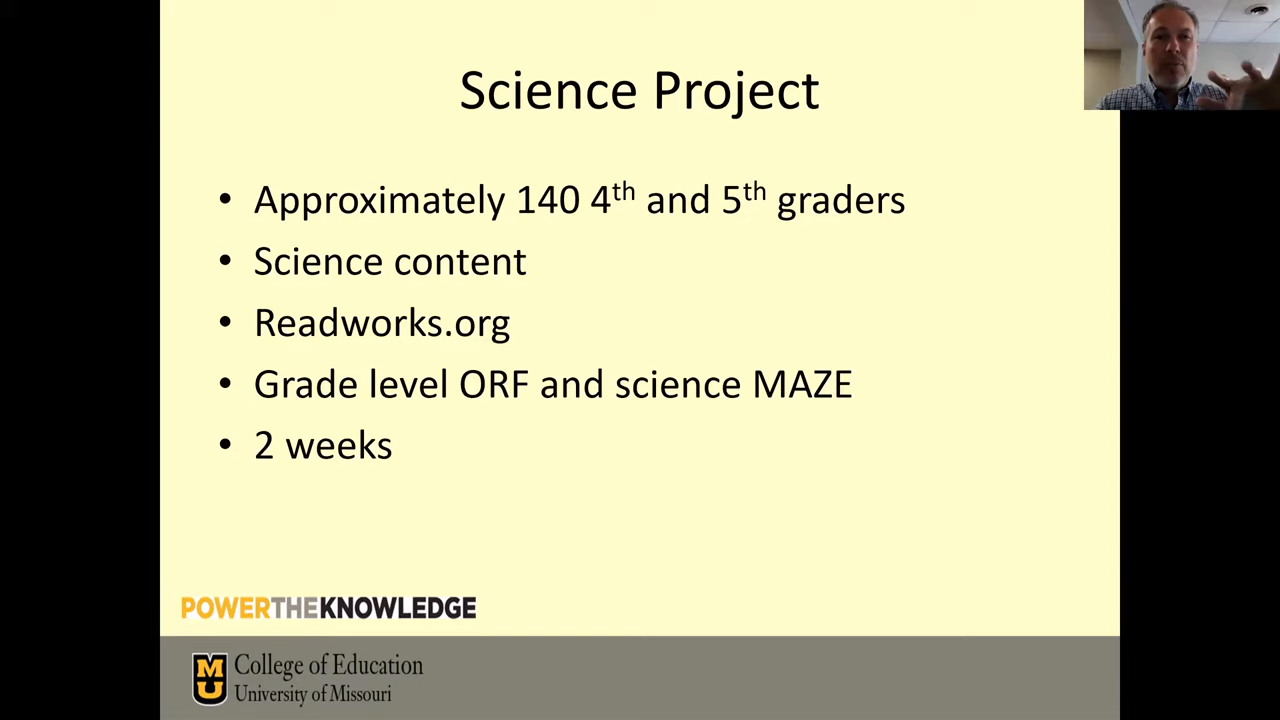 Science Project
• Approximately 140 4th and 5th graders
• Science content
• Readworks.org
• Grade level ORF and science MAZE
• 2 weeks
POWERTHEKNOWLEDGE
MU College of Education
University of Missouri